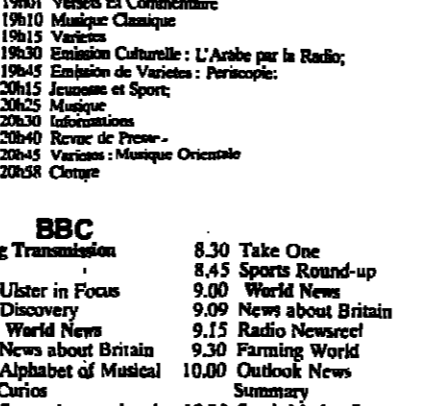 19h01 Versets Et Commentaire
19h10 Musique Classique
19h15 Varietes
19h30 Emission Culturelle : L'Arabe par la Radio;
19h45 Emission de Varietes : Periscopie:
20h15 Jeunesse et Sport;
20h25 Musique
20h30 Informations
20h40 Revue de Presse-
20h45 Varietes : Musique Orientale
20h58 Cloture
BBC
g Transmission
Ulster in Focus
Discovery
World News
News about Britain
Alphabet of Musical
Curios
8.30 Take One
8.45 Sports Round-up
9.00 World News
9.09 News about Britain
9.15 Radio Newsreel
9.30 Farming World
10.00 Outlook News
Summary